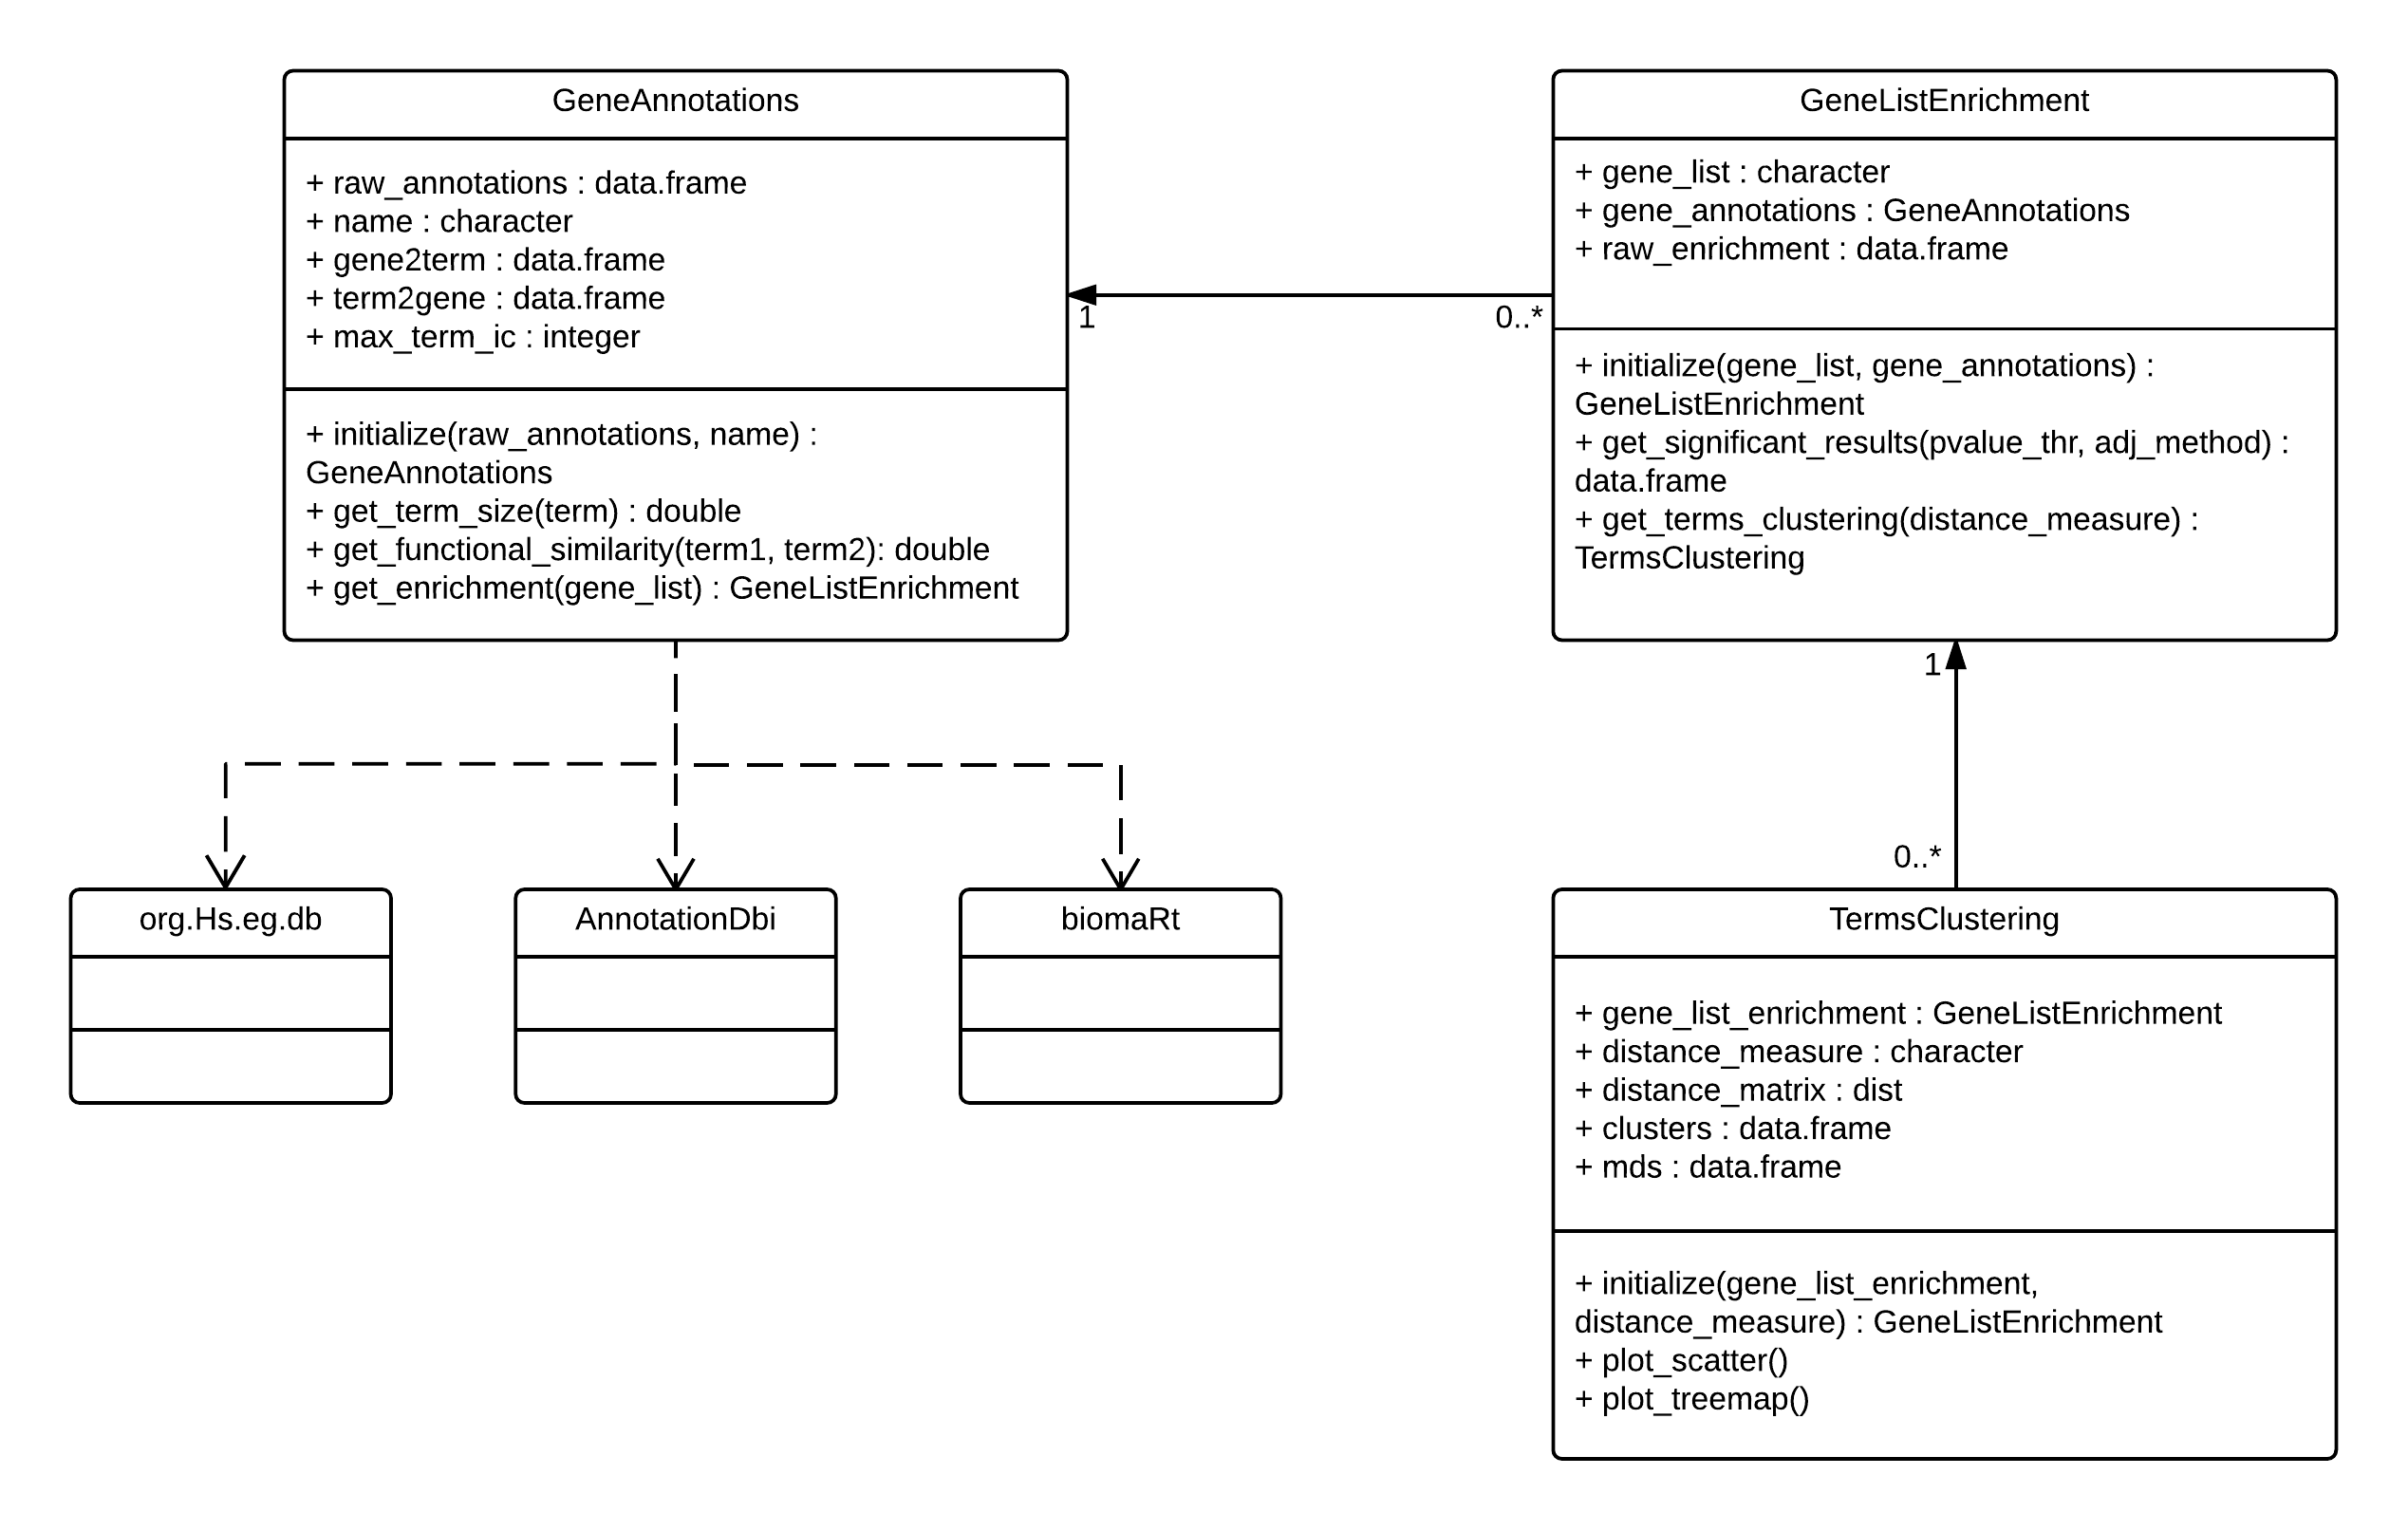 GeneAnnotations
+ raw_annotations : data.frame
+ name : character
+ gene2term : data.frame
+ term2gene : data.frame
+ max_term_ic : integer
+ initialize(raw_annotations, name) :
GeneAnnotations
+ get_term_size(term) : double
+ get_functional_similarity(term1, term2): double
+ get_enrichment(gene_list) : GeneListEnrichment
1
0..*
GeneListEnrichment
+ gene_list : character
+ gene_annotations : GeneAnnotations
+ raw_enrichment : data.frame
+ initialize(gene_list, gene_annotations) :
GeneListEnrichment
+ get_significant_results(pvalue_thr, adj_method) :
data.frame
+ get_terms_clustering(distance_measure) :
TermsClustering
1
0..*
org.Hs.eg.db
AnnotationDbi
biomaRt
TermsClustering
+ gene_list_enrichment : GeneListEnrichment
+ distance_measure : character
+ distance_matrix : dist
+ clusters : data.frame
+ mds : data.frame
+ initialize(gene_list_enrichment,
distance_measure) : GeneListEnrichment
+ plot_scatter()
+ plot_treemap()